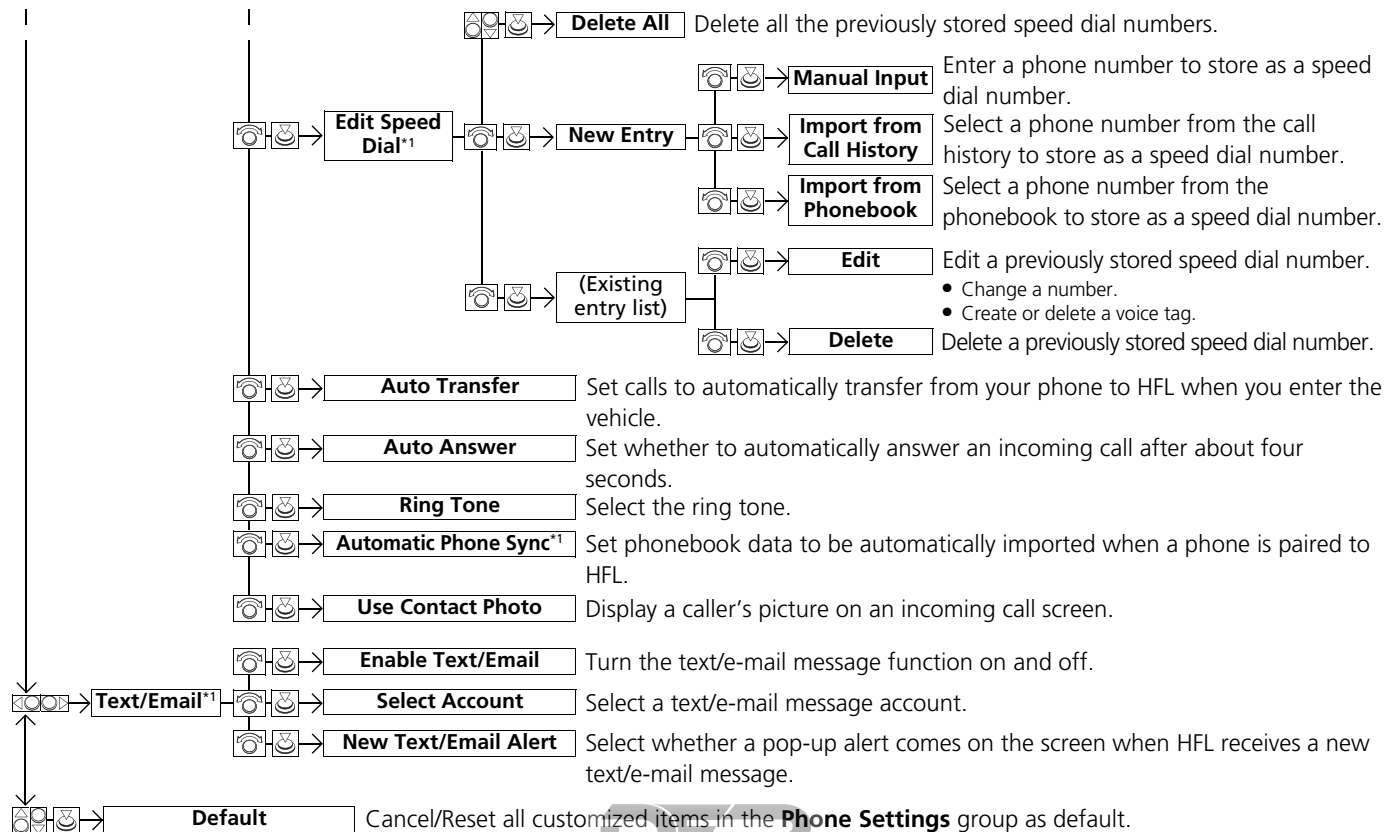 Delete All Delete all the previously stored speed dial numbers.
Manual Input Enter a phone number to store as a speed
dial number.
Edit Speed
Dial*1
New Entry
Import from
Call History
Select a phone number from the call
history to store as a speed dial number.
Import from
Phonebook
Select a phone number from the
phonebook to store as a speed dial number.
(Existing
entry list)
Edit Edit a previously stored speed dial number.
● Change a number.
● Create or delete a voice tag.
Delete Delete a previously stored speed dial number.
Auto Transfer Set calls to automatically transfer from your phone to HFL when you enter the
vehicle.
Auto Answer Set whether to automatically answer an incoming call after about four
seconds.
Ring Tone Select the ring tone.
Automatic Phone Sync*1 Set phonebook data to be automatically imported when a phone is paired to
HFL.
Use Contact Photo Display a caller's picture on an incoming call screen.
Text/Email*1
Enable Text/Email Turn the text/e-mail message function on and off.
Select Account Select a text/e-mail message account.
New Text/Email Alert Select whether a pop-up alert comes on the screen when HFL receives a new
text/e-mail message.
Default Cancel/Reset all customized items in the Phone Settings group as default.